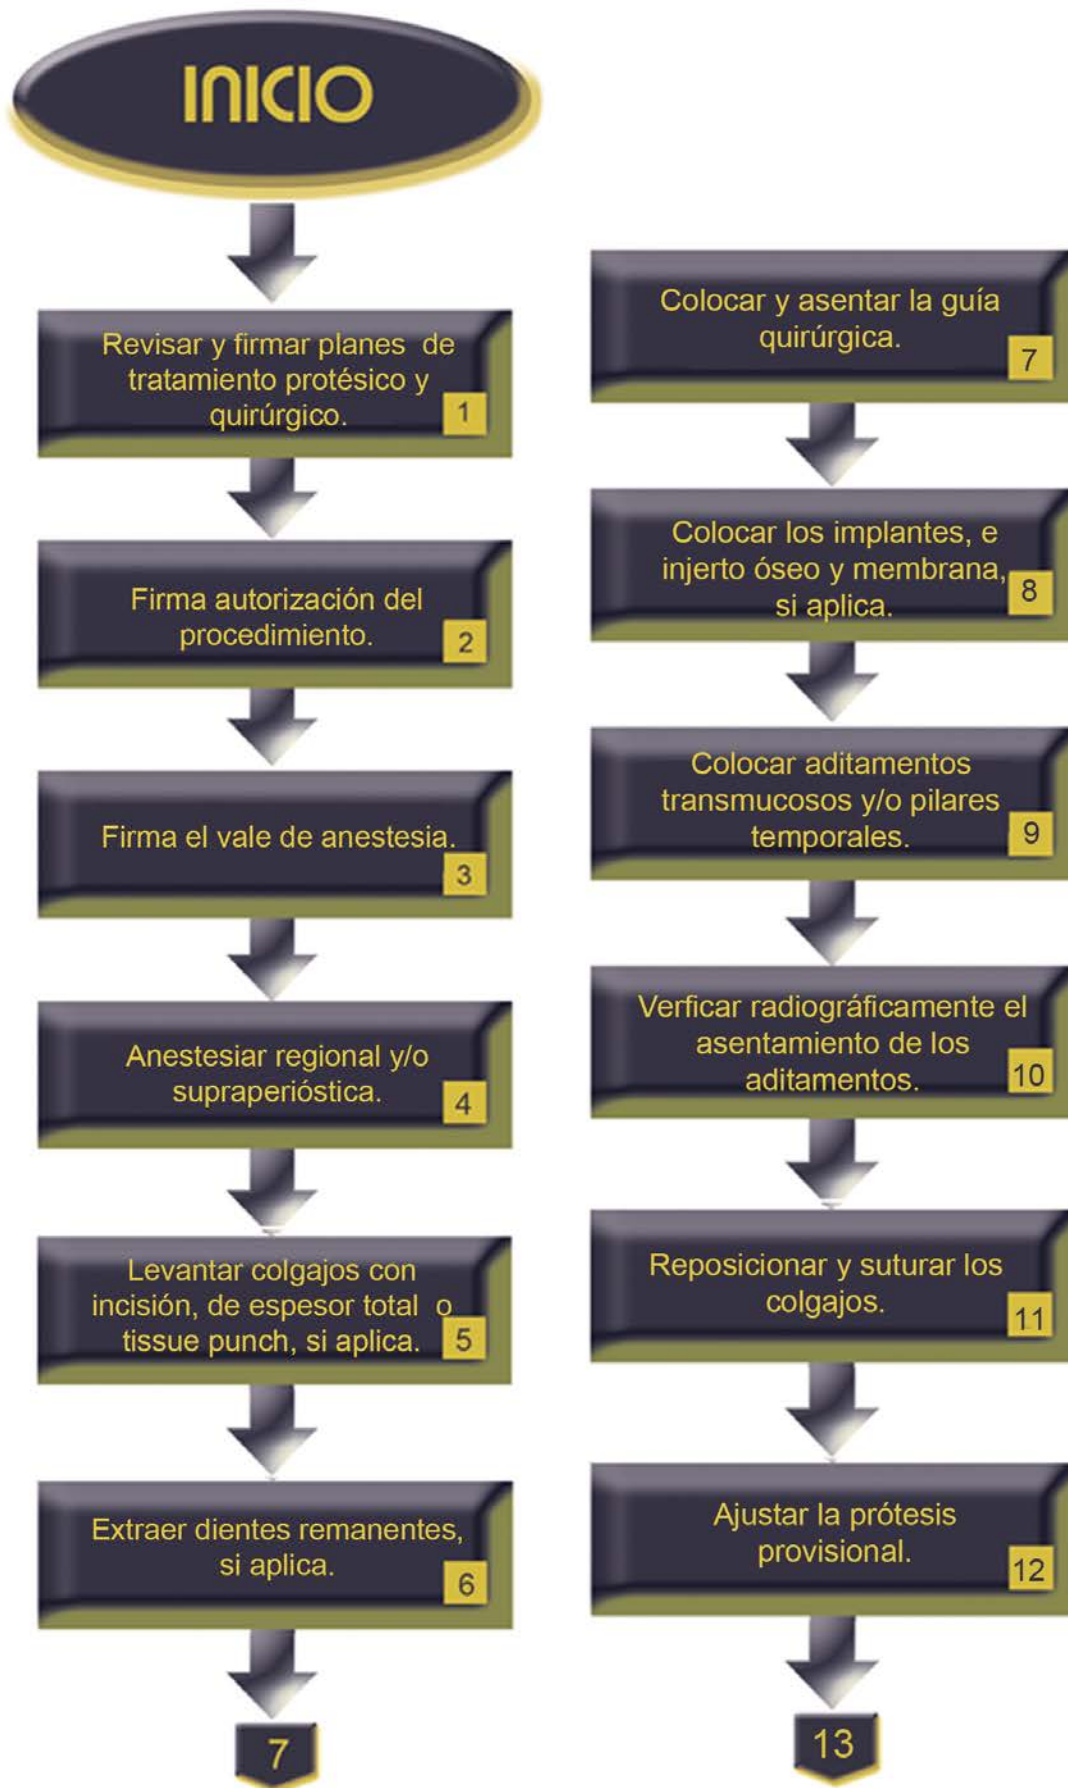 INICIO
Revisar y firmar planes de
tratamiento protésico y
quirúrgico.
1
Firma autorización del
procedimiento.
2
Firma el vale de anestesia.
3
Anestesiar regional y/o
supraperióstica.
4
Levantar colgajos con
incisión, de espesor total o
tissue punch, si aplica.
5
Extraer dientes remanentes,
si aplica.
6
7
Colocar y asentar la guía
quirúrgica.
7
Colocar los implantes, e
injerto óseo y membrana,
si aplica.
8
Colocar aditamentos
transmucosos y/o pilares
temporales.
9
Verficar radiográficamente el
asentamiento de los
aditamentos.
10
Reposicionar y suturar los
colgajos.
11
Ajustar la prótesis
provisional.
12
13